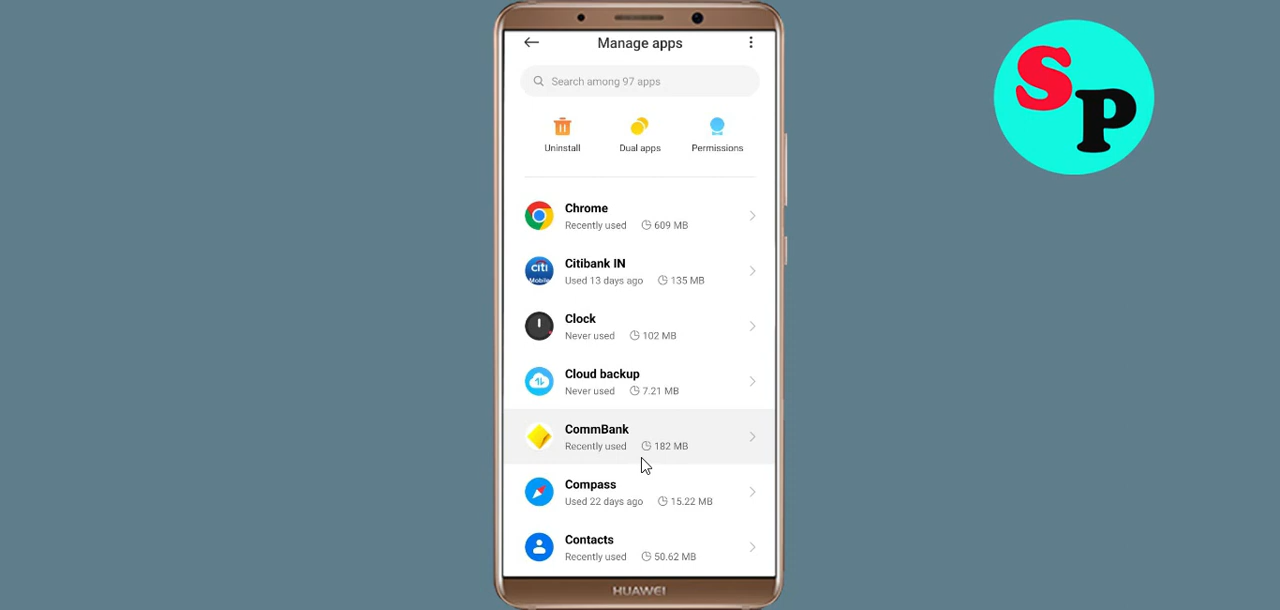 Manage apps
Search among 97 apps
Uninstall
Dual apps
Permissions
Chrome
Recently used 609 MB
citi
Mobile
Citibank IN
Used 13 days ago 135 MB
Clock
Never used 102 MB
Cloud backup
Never used 7.21 MB
CommBank
Recently used 182 MB
Compass
Used 22 days ago 15.22 MB
Contacts
Recently used 50.62 MB
HUAWEI
SP